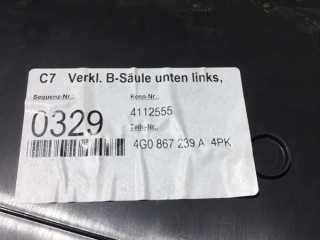 C7 Verkl. B-Säule unten links,
Sequenz-Nr.: Kenn-Nr.:
0329 4112555
Teile-Nr.:
4G0 867 239 A 4PK